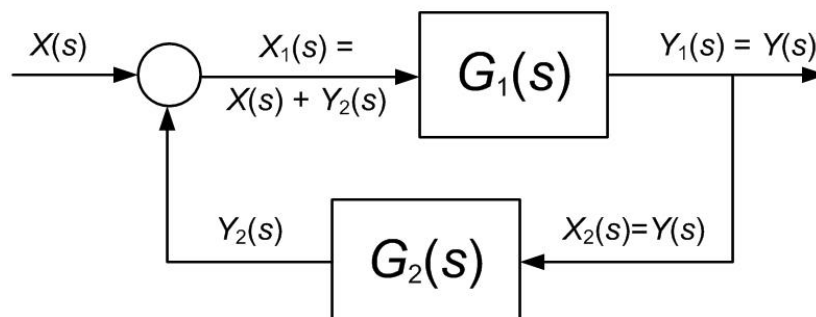 X(s)
X₁(s) =
X(s) + Y₂(s)
G₁(s)
Y₁(s) = Y(s)
Y₂(s)
G₂(s)
X₂(s)=Y(s)